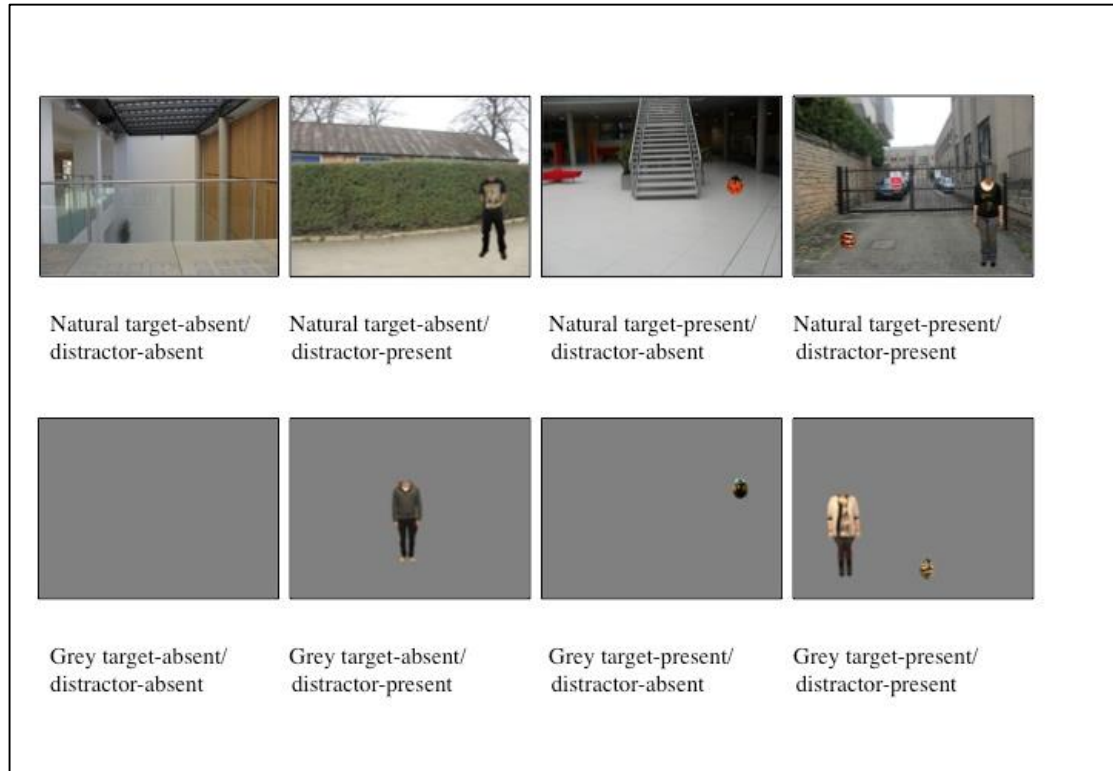 Natural target-absent/
distractor-absent
Natural target-absent/
distractor-present
Natural target-present/
distractor-absent
Natural target-present/
distractor-present
Grey target-absent/
distractor-absent
Grey target-absent/
distractor-present
Grey target-present/
distractor-absent
Grey target-present/
distractor-present